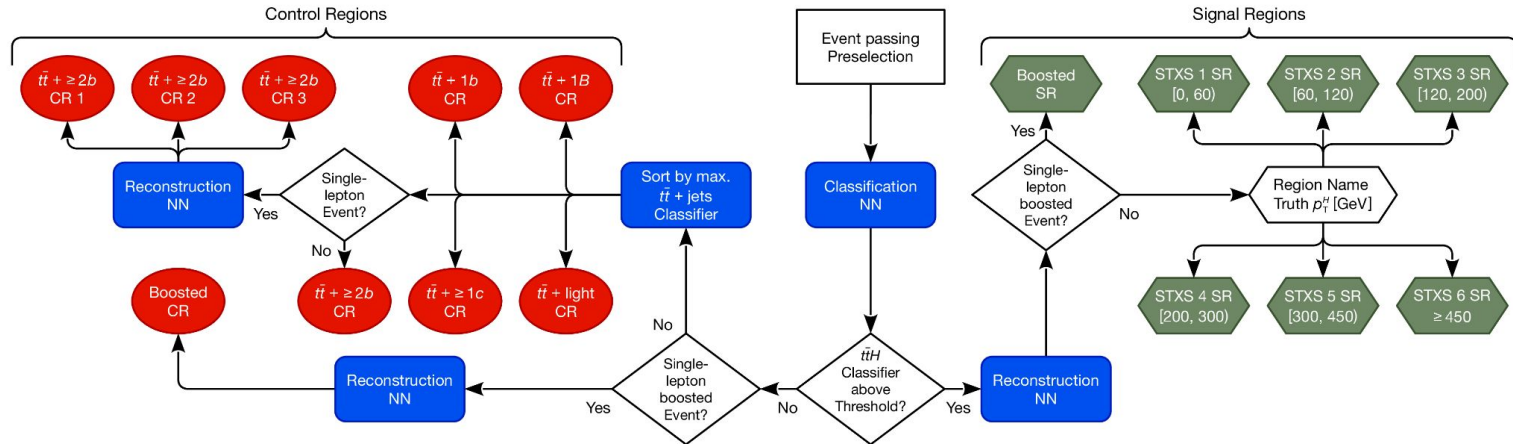 Control Regions
Signal Regions
Event passing
Preselection
tt̄ + ≥ 2b
CR 1
tt̄ + ≥ 2b
CR 2
tt̄ + ≥ 2b
CR 3
tt̄ + 1b
CR
tt̄ + 1B
CR
Boosted
SR
STXS 1 SR
[0, 60)
STXS 2 SR
[60, 120)
STXS 3 SR
[120, 200)
Yes
Reconstruction
NN
Yes
Single-
lepton
Event?
No
Sort by max.
tt̄ + jets
Classifier
Classification
NN
Single-
lepton
boosted
Event?
No
Region Name
Truth p_T^H [GeV]
Boosted
CR
tt̄ + ≥ 2b
CR
tt̄ + ≥ 1c
CR
tt̄ + light
CR
STXS 4 SR
[200, 300)
STXS 5 SR
[300, 450)
STXS 6 SR
≥ 450
No
Reconstruction
NN
Yes
Single-
lepton
boosted
Event?
No
tt̄H
Classifier
above
Threshold?
Yes
Reconstruction
NN